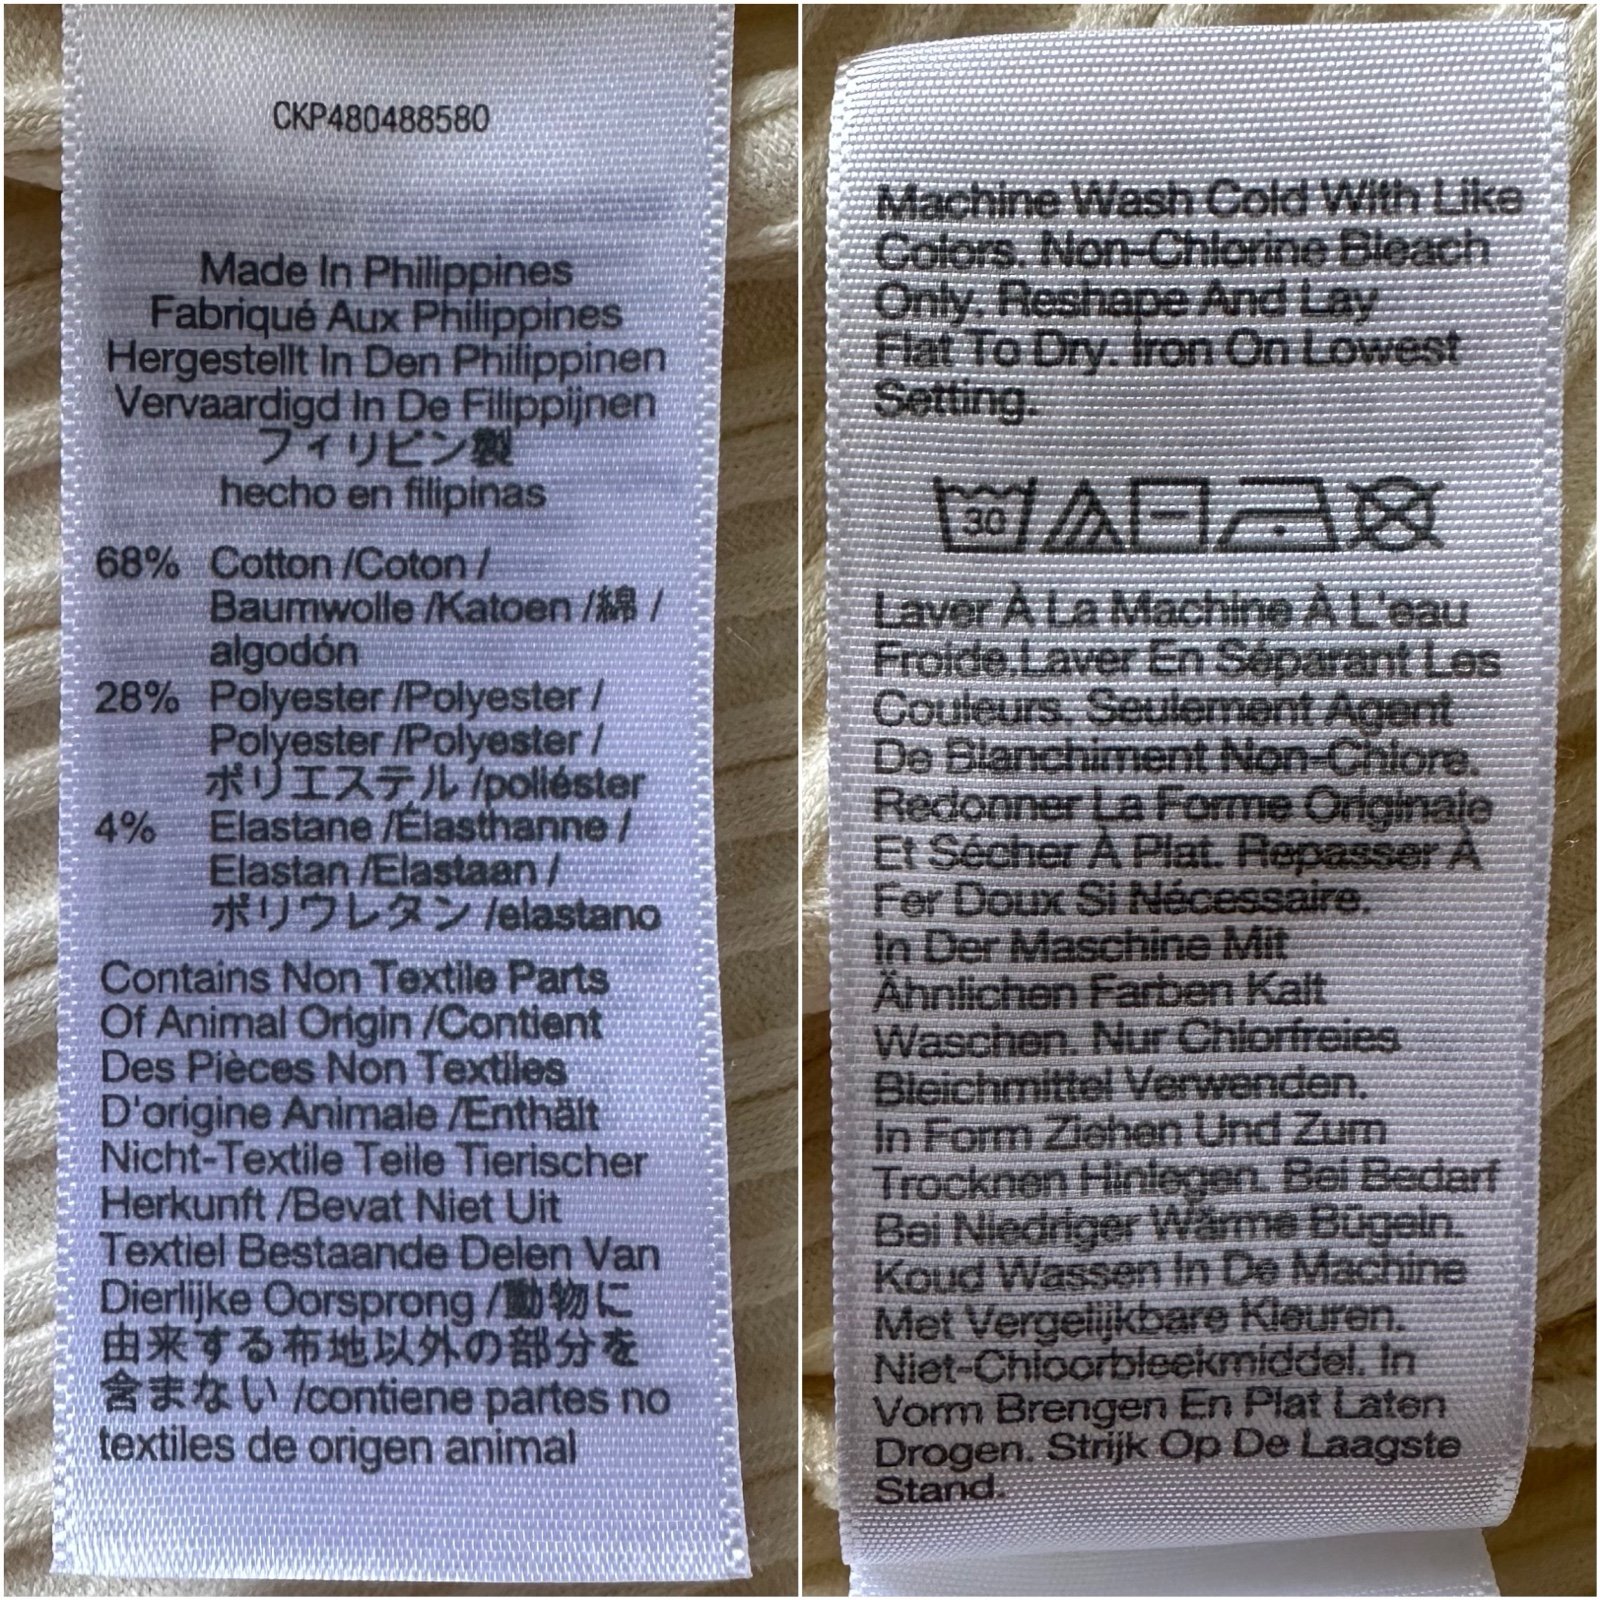 CKP480488580
Made In Philippines
Fabriqué Aux Philippines
Hergestellt In Den Philippinen
Vervaardigd In De Filippijnen
フィリピン製
hecho en filipinas
68% Cotton /Coton /
Baumwolle /Katoen /綿 /
algodón
28% Polyester /Polyester /
Polyester /Polyester /
ポリエステル /poliéster
4% Elastane /Élasthanne /
Elastan /Elastaan /
ポリウレタン /elastano
Contains Non Textile Parts
Of Animal Origin /Contient
Des Pièces Non Textiles
D'origine Animale /Enthält
Nicht-Textile Teile Tierischer
Herkunft /Bevat Niet Uit
Textiel Bestaande Delen Van
Dierlijke Oorsprong /動物に
由来する布地以外の部分を
含まない /contiene partes no
textiles de origen animal
Machine Wash Cold With Like
Colors. Non-Chlorine Bleach
Only. Reshape And Lay
Flat To Dry. Iron On Lowest
Setting.
30
Laver À La Machine À L'eau
Froide.Laver En Séparant Les
Couleurs. Seulement Agent
De Blanchiment Non-Chlore.
Redonner La Forme Originale
Et Sécher À Plat. Repasser À
Fer Doux Si Nécessaire.
In Der Maschine Mit
Ähnlichen Farben Kalt
Waschen. Nur Chlorfreies
Bleichmittel Verwenden.
In Form Ziehen Und Zum
Trocknen Hinlegen. Bei Bedarf
Bei Niedriger Wärme Bügeln.
Koud Wassen In De Machine
Met Vergelijkbare Kleuren.
Niet-Chloorbleekmiddel. In
Vorm Brengen En Plat Laten
Drogen. Strijk Op De Laagste
Stand.